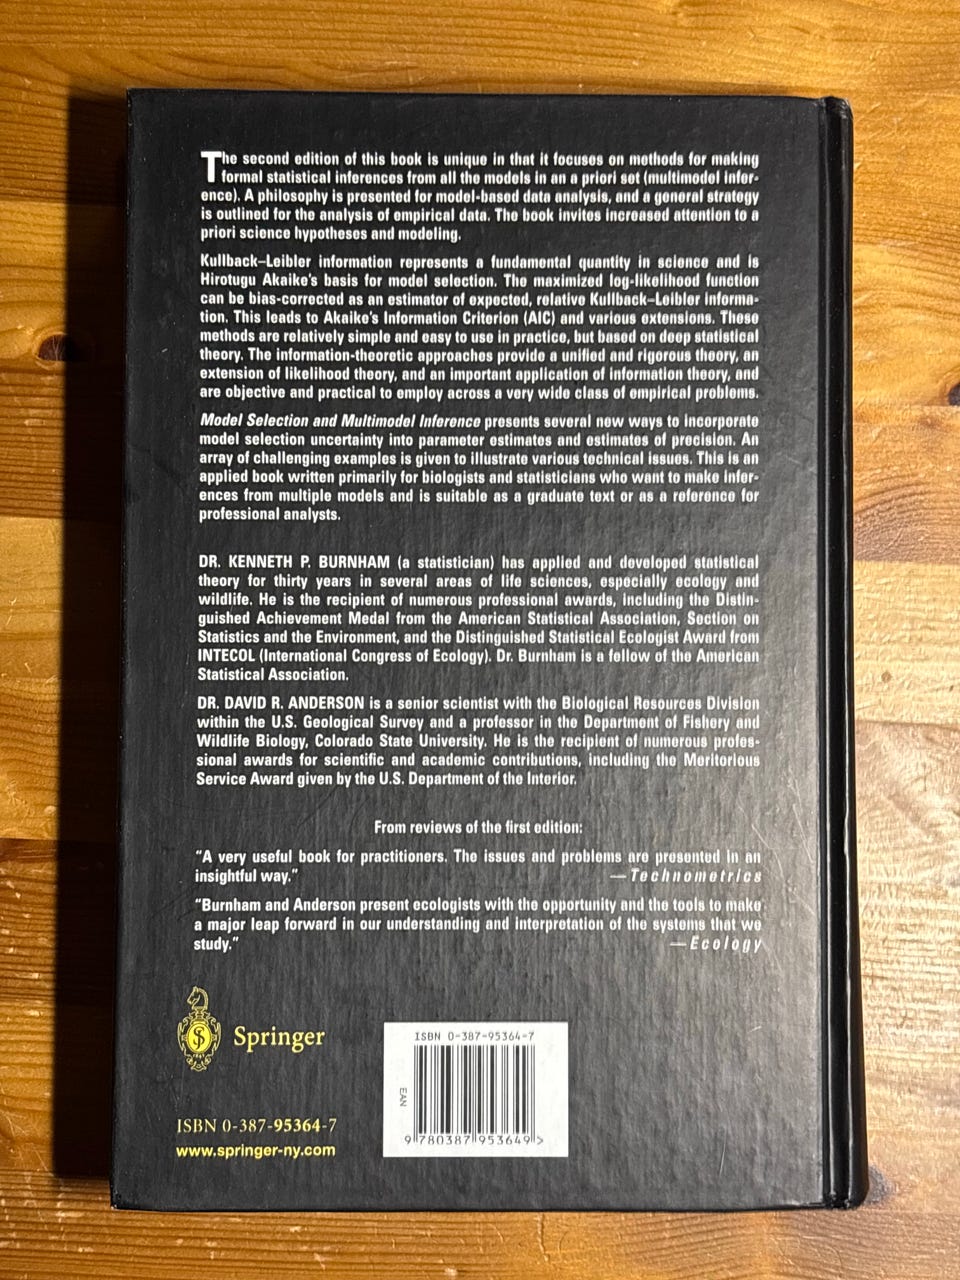 The second edition of this book is unique in that it focuses on methods for making
formal statistical inferences from all the models in an a priori set (multimodel infer-
ence). A philosophy is presented for model-based data analysis, and a general strategy
is outlined for the analysis of empirical data. The book invites increased attention to a
priori science hypotheses and modeling.
Kullback–Leibler information represents a fundamental quantity in science and is
Hirotugu Akaike's basis for model selection. The maximized log-likelihood function
can be bias-corrected as an estimator of expected, relative Kullback–Leibler informa-
tion. This leads to Akaike's Information Criterion (AIC) and various extensions. These
methods are relatively simple and easy to use in practice, but based on deep statistical
theory. The information-theoretic approaches provide a unified and rigorous theory, an
extension of likelihood theory, and an important application of information theory, and
are objective and practical to employ across a very wide class of empirical problems.
Model Selection and Multimodel Inference presents several new ways to incorporate
model selection uncertainty into parameter estimates and estimates of precision. An
array of challenging examples is given to illustrate various technical issues. This is an
applied book written primarily for biologists and statisticians who want to make infer-
ences from multiple models and is suitable as a graduate text or as a reference for
professional analysts.
DR. KENNETH P. BURNHAM (a statistician) has applied and developed statistical
theory for thirty years in several areas of life sciences, especially ecology and
wildlife. He is the recipient of numerous professional awards, including the Distin-
guished Achievement Medal from the American Statistical Association, Section on
Statistics and the Environment, and the Distinguished Statistical Ecologist Award from
INTECOL (International Congress of Ecology). Dr. Burnham is a fellow of the American
Statistical Association.
DR. DAVID R. ANDERSON is a senior scientist with the Biological Resources Division
within the U.S. Geological Survey and a professor in the Department of Fishery and
Wildlife Biology, Colorado State University. He is the recipient of numerous profes-
sional awards for scientific and academic contributions, including the Meritorious
Service Award given by the U.S. Department of the Interior.
From reviews of the first edition:
"A very useful book for practitioners. The issues and problems are presented in an
insightful way." —Technometrics
"Burnham and Anderson present ecologists with the opportunity and the tools to make
a major leap forward in our understanding and interpretation of the systems that we
study." —Ecology
Springer
ISBN 0-387-95364-7
www.springer-ny.com
ISBN 0-387-95364-7
EAN
9 780387 953649 >